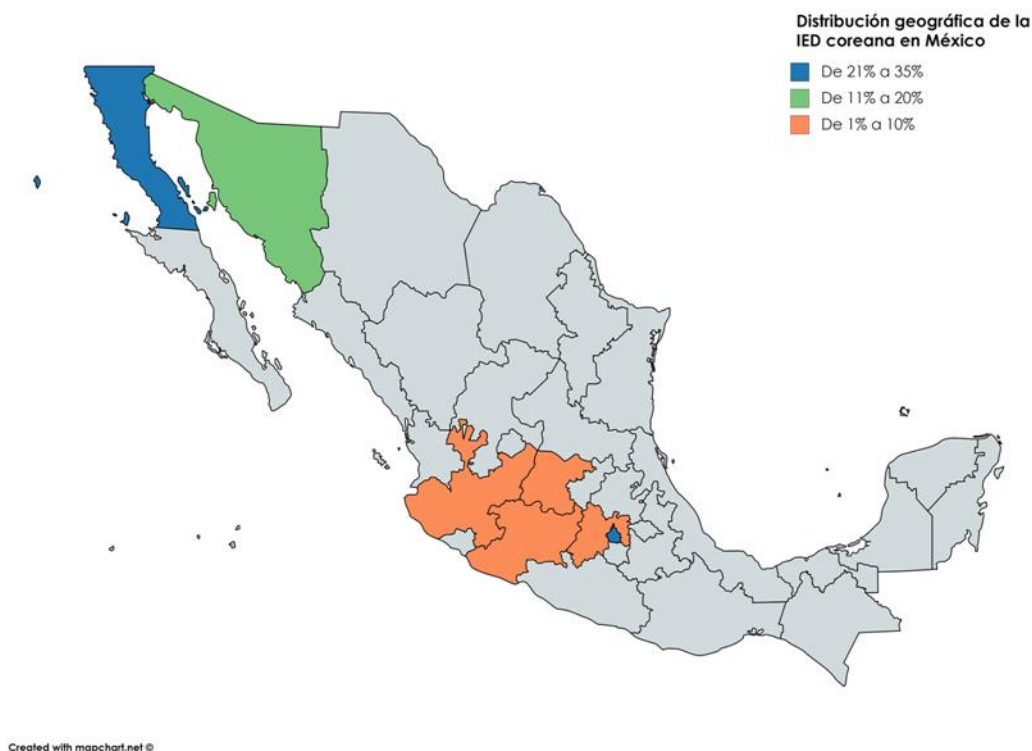 Distribución geográfica de la
IED coreana en México
De 21% a 35%
De 11% a 20%
De 1% a 10%
Created with mapchart.net ©